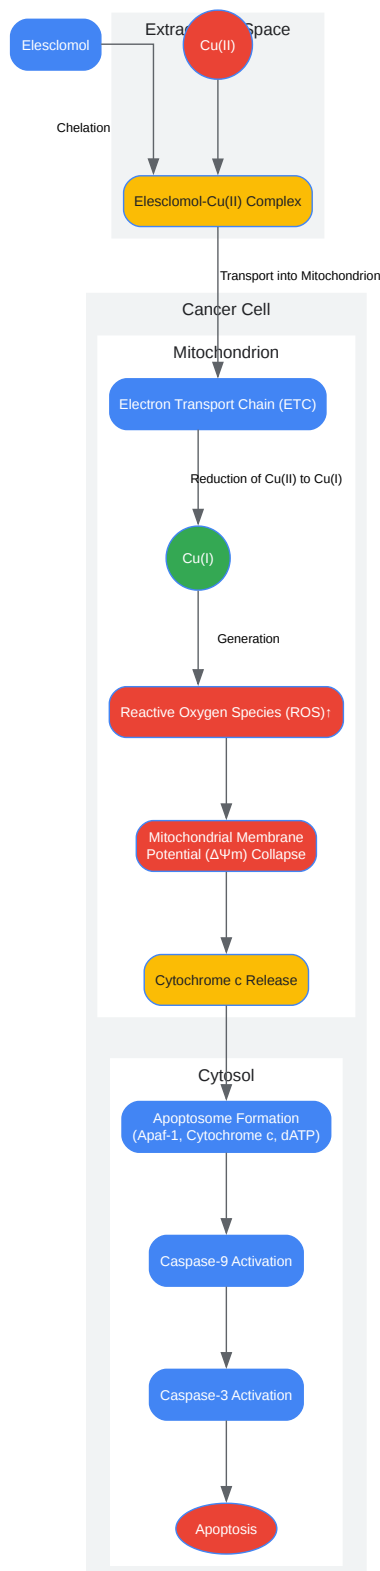 Extrac Space
Cu(II)
Elesclomol
Chelation
Elesclomol-Cu(II) Complex
Transport into Mitochondrion
Cancer Cell
Mitochondrion
Electron Transport Chain (ETC)
Reduction of Cu(II) to Cu(I)
Cu(I)
Generation
Reactive Oxygen Species (ROS)↑
Mitochondrial Membrane
Potential (ΔΨm) Collapse
Cytochrome c Release
Cytosol
Apoptosome Formation
(Apaf-1, Cytochrome c, dATP)
Caspase-9 Activation
Caspase-3 Activation
Apoptosis